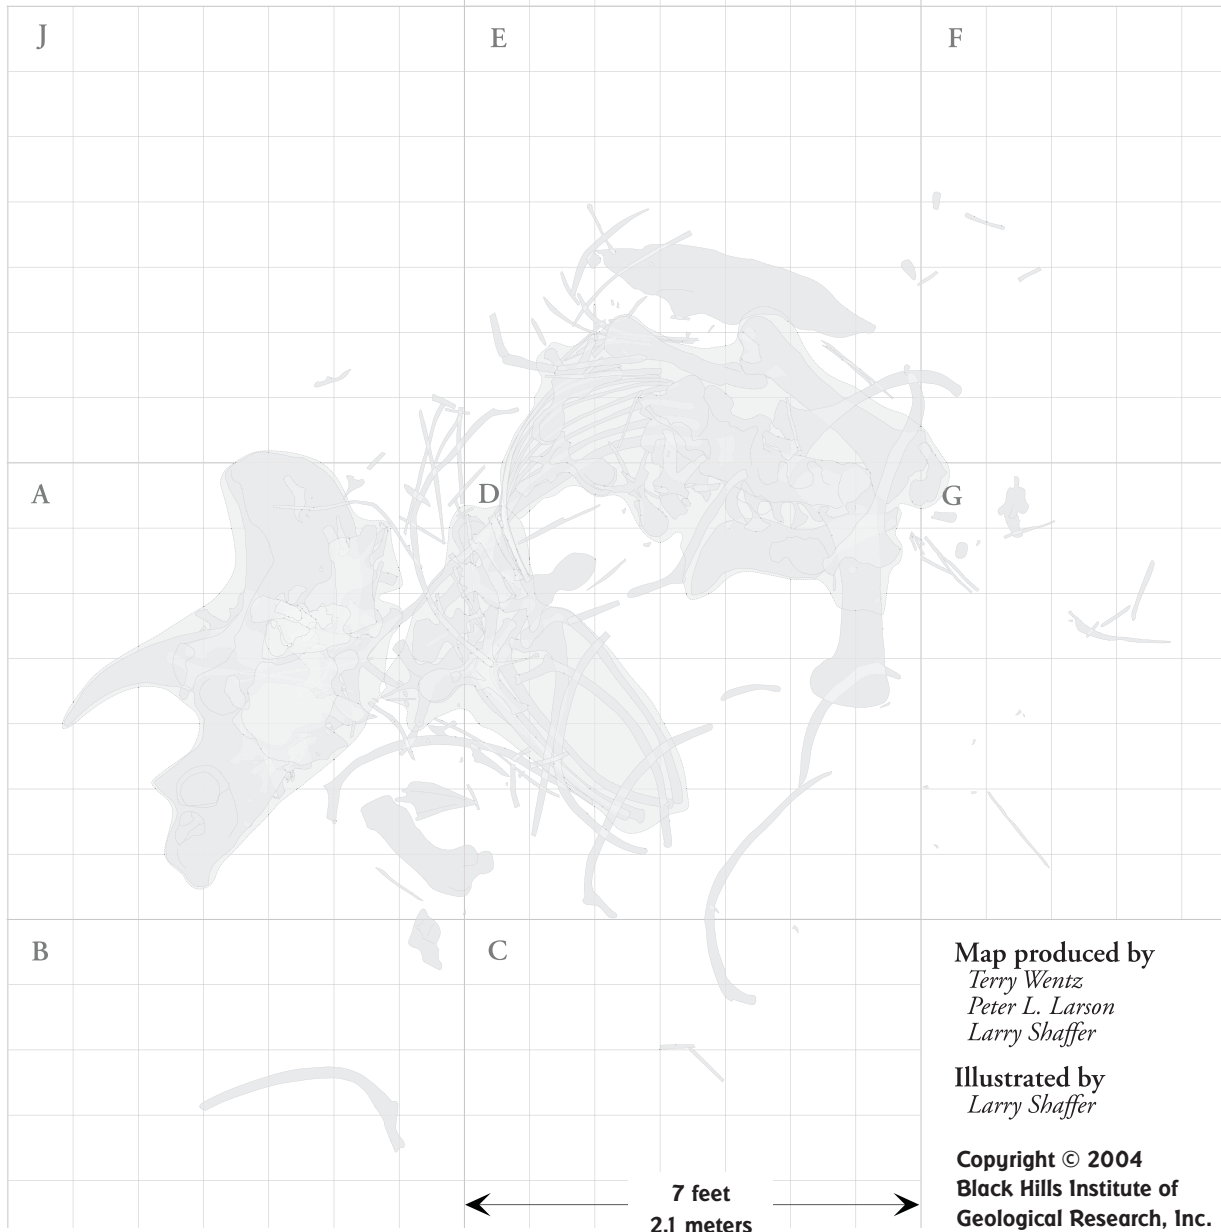 J
E
F
A
D
G
B
C
Map produced by
Terry Wentz
Peter L. Larson
Larry Shaffer
Illustrated by
Larry Shaffer
Copyright © 2004
Black Hills Institute of
Geological Research, Inc.
7 feet
2.1 meters